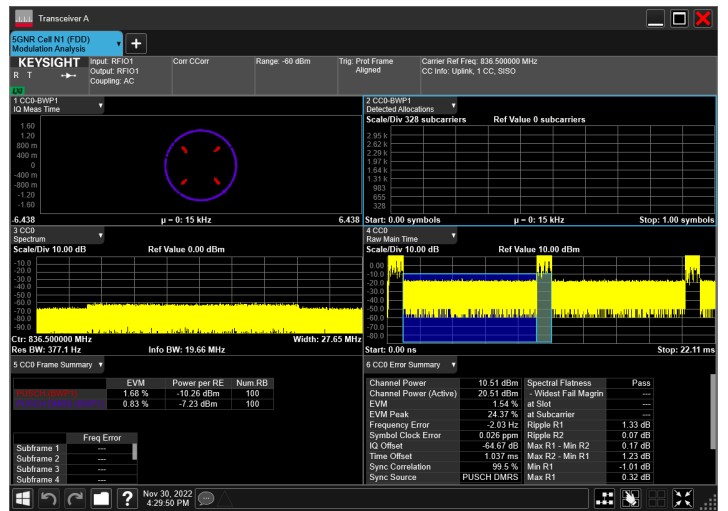 Transceiver A
5GNR Cell N1 (FDD)
Modulation Analysis
KEYSIGHT
R T
LXI
Input: RFIO1
Output: RFIO1
Coupling: AC
Corr CCorr
Range: -60 dBm
Trig: Prot Frame
Aligned
Carrier Ref Freq: 836.500000 MHz
CC Info: Uplink, 1 CC, SISO
1 CC0-BWP1
IQ Meas Time
1.60
1.20
800 m
400 m
0
-400 m
-800 m
-1.20
-1.60
-6.438
µ = 0: 15 kHz
6.438
2 CC0-BWP1
Detected Allocations
Scale/Div 328 subcarriers
Ref Value 0 subcarriers
2.95 k
2.62 k
2.29 k
1.97 k
1.64 k
1.31 k
983
655
328
Start: 0.00 symbols
µ = 0: 15 kHz
Stop: 1.00 symbols
3 CC0
Spectrum
Scale/Div 10.00 dB
Ref Value 0.00 dBm
-10.0
-20.0
-30.0
-40.0
-50.0
-60.0
-70.0
-90.0
Ctr: 836.500000 MHz
Width: 27.65 MHz
Res BW: 377.1 Hz
Info BW: 19.66 MHz
4 CC0
Raw Main Time
Scale/Div 10.00 dB
Ref Value 10.00 dBm
0.00
-10.0
-20.0
-30.0
-40.0
-50.0
-60.0
-70.0
-80.0
Start: 0.00 ns
Stop: 22.11 ms
5 CC0 Frame Summary
EVM Power per RE Num.RB
1.68 % -10.26 dBm 100
0.83 % -7.23 dBm 100
Freq Error
Subframe 1 ---
Subframe 2 ---
Subframe 3 ---
Subframe 4 ---
6 CC0 Error Summary
Channel Power 10.51 dBm Spectral Flatness Pass
Channel Power (Active) 20.51 dBm - Widest Fail Magrin ---
EVM 1.54 % at Slot ---
EVM Peak 24.37 % at Subcarrier ---
Frequency Error -2.03 Hz Ripple R1 1.33 dB
Symbol Clock Error 0.026 ppm Ripple R2 0.07 dB
IQ Offset -64.67 dB Max R1 - Min R2 0.17 dB
Time Offset 1.037 ms Max R2 - Min R1 1.23 dB
Sync Correlation 99.5 % Min R1 -1.01 dB
Sync Source PUSCH DMRS Max R1 0.32 dB
Nov 30, 2022
4:29:50 PM